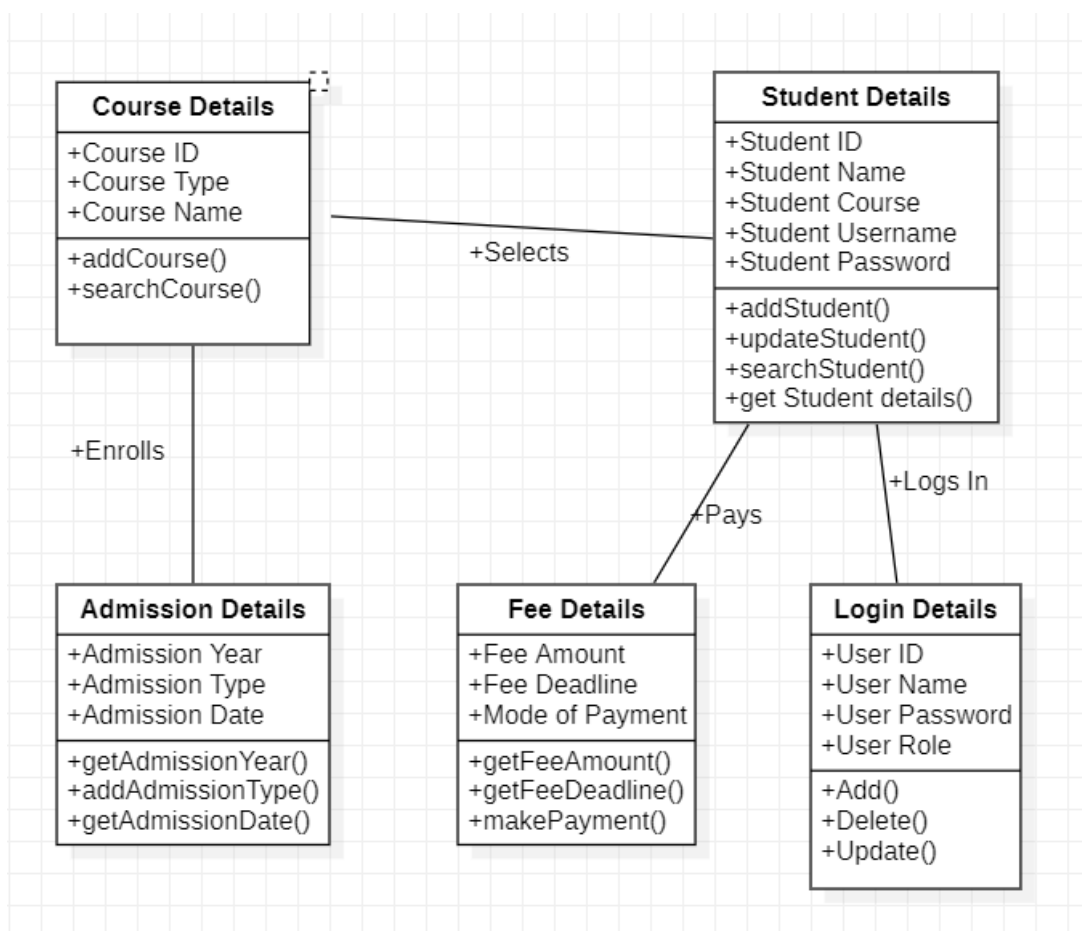 Course Details
+Course ID
+Course Type
+Course Name
+addCourse()
+searchCourse()
Student Details
+Student ID
+Student Name
+Student Course
+Student Username
+Student Password
+addStudent()
+updateStudent()
+searchStudent()
+get Student details()
+Selects
+Enrolls
+Pays
+Logs In
Admission Details
+Admission Year
+Admission Type
+Admission Date
+getAdmissionYear()
+addAdmissionType()
+getAdmissionDate()
Fee Details
+Fee Amount
+Fee Deadline
+Mode of Payment
+getFeeAmount()
+getFeeDeadline()
+makePayment()
Login Details
+User ID
+User Name
+User Password
+User Role
+Add()
+Delete()
+Update()